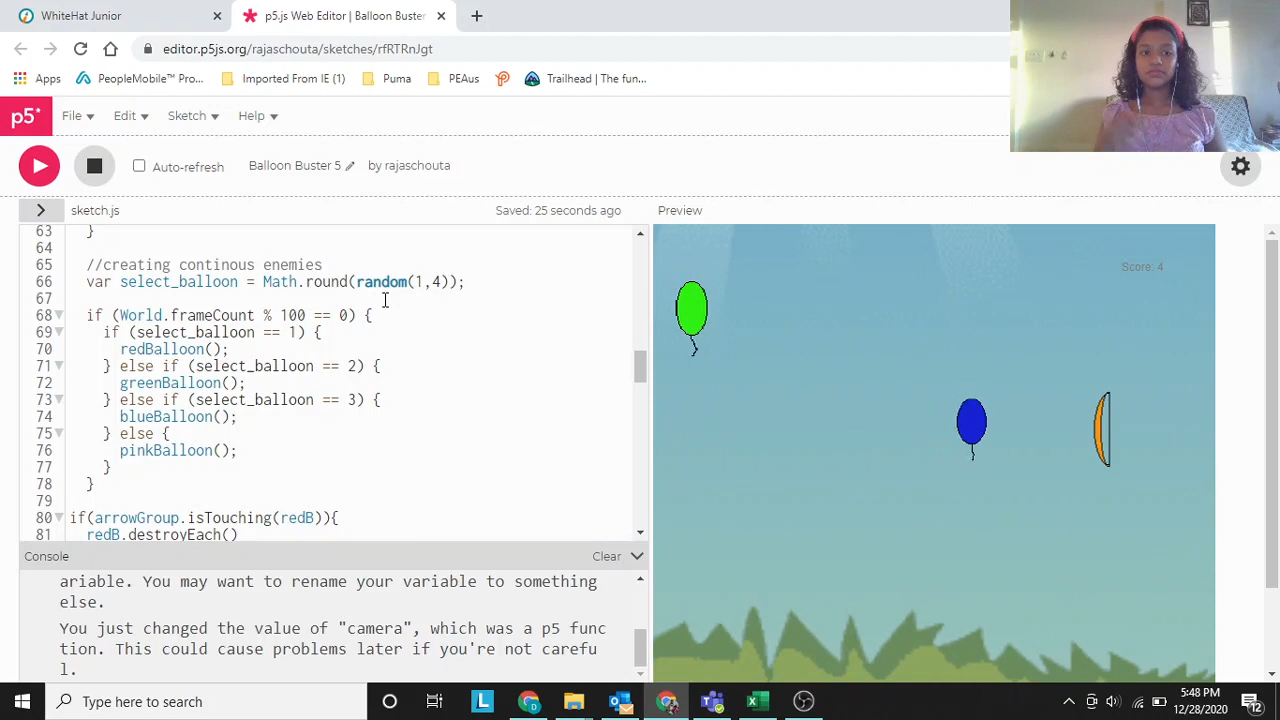 WhiteHat Junior
p5.js Web Editor | Balloon Buster
editor.p5js.org/rajaschouta/sketches/rfRTRnJgt
Apps PeopleMobile™ Pro... Imported From IE (1) Puma PEAus Trailhead | The fun...
p5* File Edit Sketch Help
Auto-refresh Balloon Buster 5 by rajaschouta
sketch.js Saved: 25 seconds ago Preview
63 }
64
65 //creating continous enemies
66 var select_balloon = Math.round(random(1,4));
67
68 if (World.frameCount % 100 == 0) {
69 if (select_balloon == 1) {
70 redBalloon();
71 } else if (select_balloon == 2) {
72 greenBalloon();
73 } else if (select_balloon == 3) {
74 blueBalloon();
75 } else {
76 pinkBalloon();
77 }
78 }
79
80 if(arrowGroup.isTouching(redB)){
81 redB.destroyEach()
Score: 4
Console Clear
ariable. You may want to rename your variable to something
else.
You just changed the value of "camera", which was a p5 func
tion. This could cause problems later if you're not carefu
l.
Type here to search
L
5:48 PM
12/28/2020
12